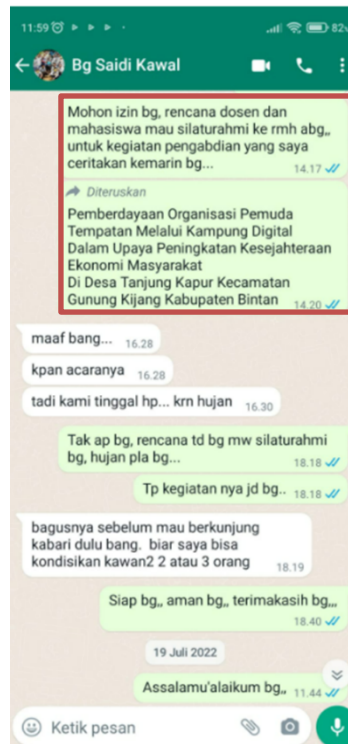 11:59
82%
Bg Saidi Kawal
Mohon izin bg, rencana dosen dan
mahasiswa mau silaturahmi ke rmh abg,,
untuk kegiatan pengabdian yang saya
ceritakan kemarin bg...
14.17
Diteruskan
Pemberdayaan Organisasi Pemuda
Tempatan Melalui Kampung Digital
Dalam Upaya Peningkatan Kesejahteraan
Ekonomi Masyarakat
Di Desa Tanjung Kapur Kecamatan
Gunung Kijang Kabupaten Bintan 14.20
maaf bang... 16.28
kpan acaranya 16.28
tadi kami tinggal hp... krn hujan 16.30
Tak ap bg, rencana td bg mw silaturahmi
bg, hujan pla bg...
18.18
Tp kegiatan nya jd bg.. 18.18
bagusnya sebelum mau berkunjung
kabari dulu bang. biar saya bisa
kondisikan kawan2 2 atau 3 orang 18.19
Siap bg,, aman bg,, terimakasih bg,,,
18.40
19 Juli 2022
Assalamu'alaikum bg,, 11.44
Ketik pesan